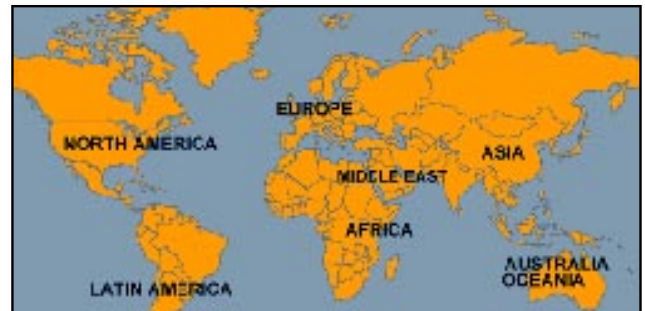 EUROPE
NORTH AMERICA
ASIA
MIDDLE EAST
AFRICA
AUSTRALIA
OCEANIA
LATIN AMERICA